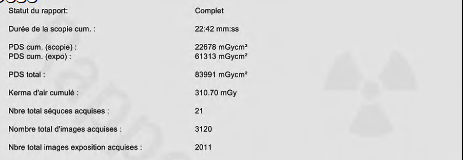 Statut du rapport: Complet
Durée de la scopie cum. : 22:42 mm:ss
PDS cum. (scopie) : 22678 mGycm²
PDS cum. (expo) : 61313 mGycm²
PDS total : 83991 mGycm²
Kerma d'air cumulé : 310.70 mGy
Nbre total séquces acquises : 21
Nombre total d'images acquises : 3120
Nbre total images exposition acquises : 2011